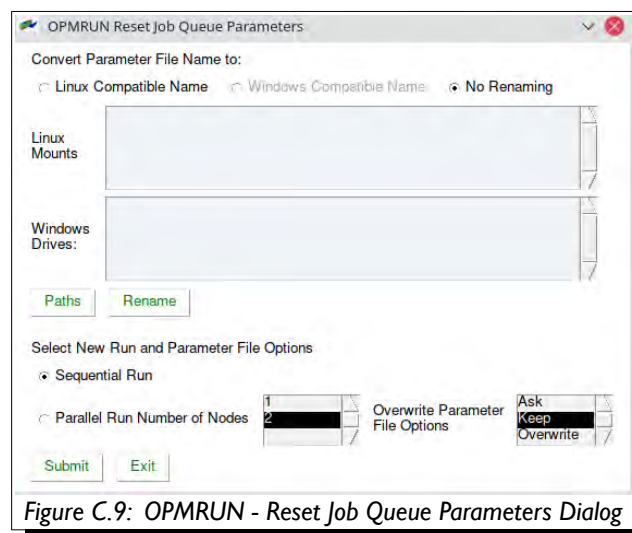 OPMRUN Reset Job Queue Parameters
Convert Parameter File Name to:
Linux Compatible Name Windows Compatible Name No Renaming
Linux
Mounts
Windows
Drives:
Paths Rename
Select New Run and Parameter File Options
Sequential Run
Parallel Run Number of Nodes
1
2
Overwrite Parameter
File Options
Ask
Keep
Overwrite
Submit Exit
Figure C.9: OPMRUN - Reset Job Queue Parameters Dialog